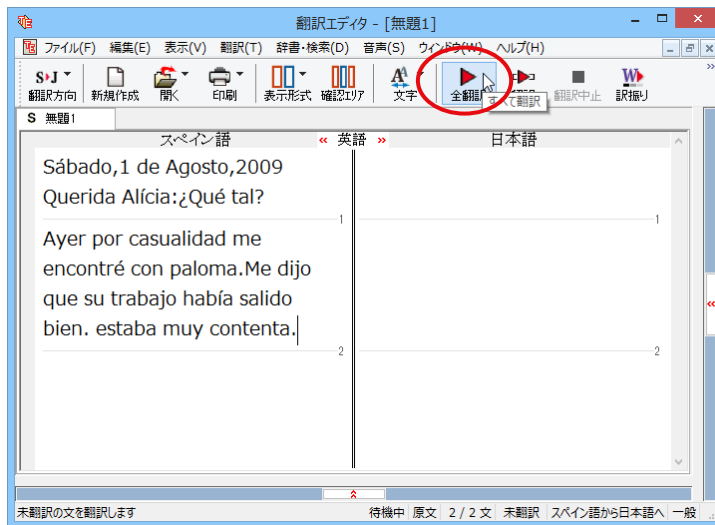 翻訳エディタ - [無題1]
ファイル(F) 編集(E) 表示(V) 翻訳(T) 辞書・検索(D) 音声(S) ウィンドウ(W) ヘルプ(H)
S▸J
翻訳方向 新規作成 開く 印刷 表示形式 確認エリア 文字 全翻訳 翻訳中止 訳振り
すべて翻訳
S 無題1
スペイン語 « 英語 » 日本語
Sábado,1 de Agosto,2009
Querida Alícia:¿Qué tal?
1 1
Ayer por casualidad me
encontré con paloma.Me dijo
que su trabajo había salido
bien. estaba muy contenta.
2 2
未翻訳の文を翻訳します 待機中 原文 2 / 2 文 未翻訳 スペイン語から日本語へ 一般